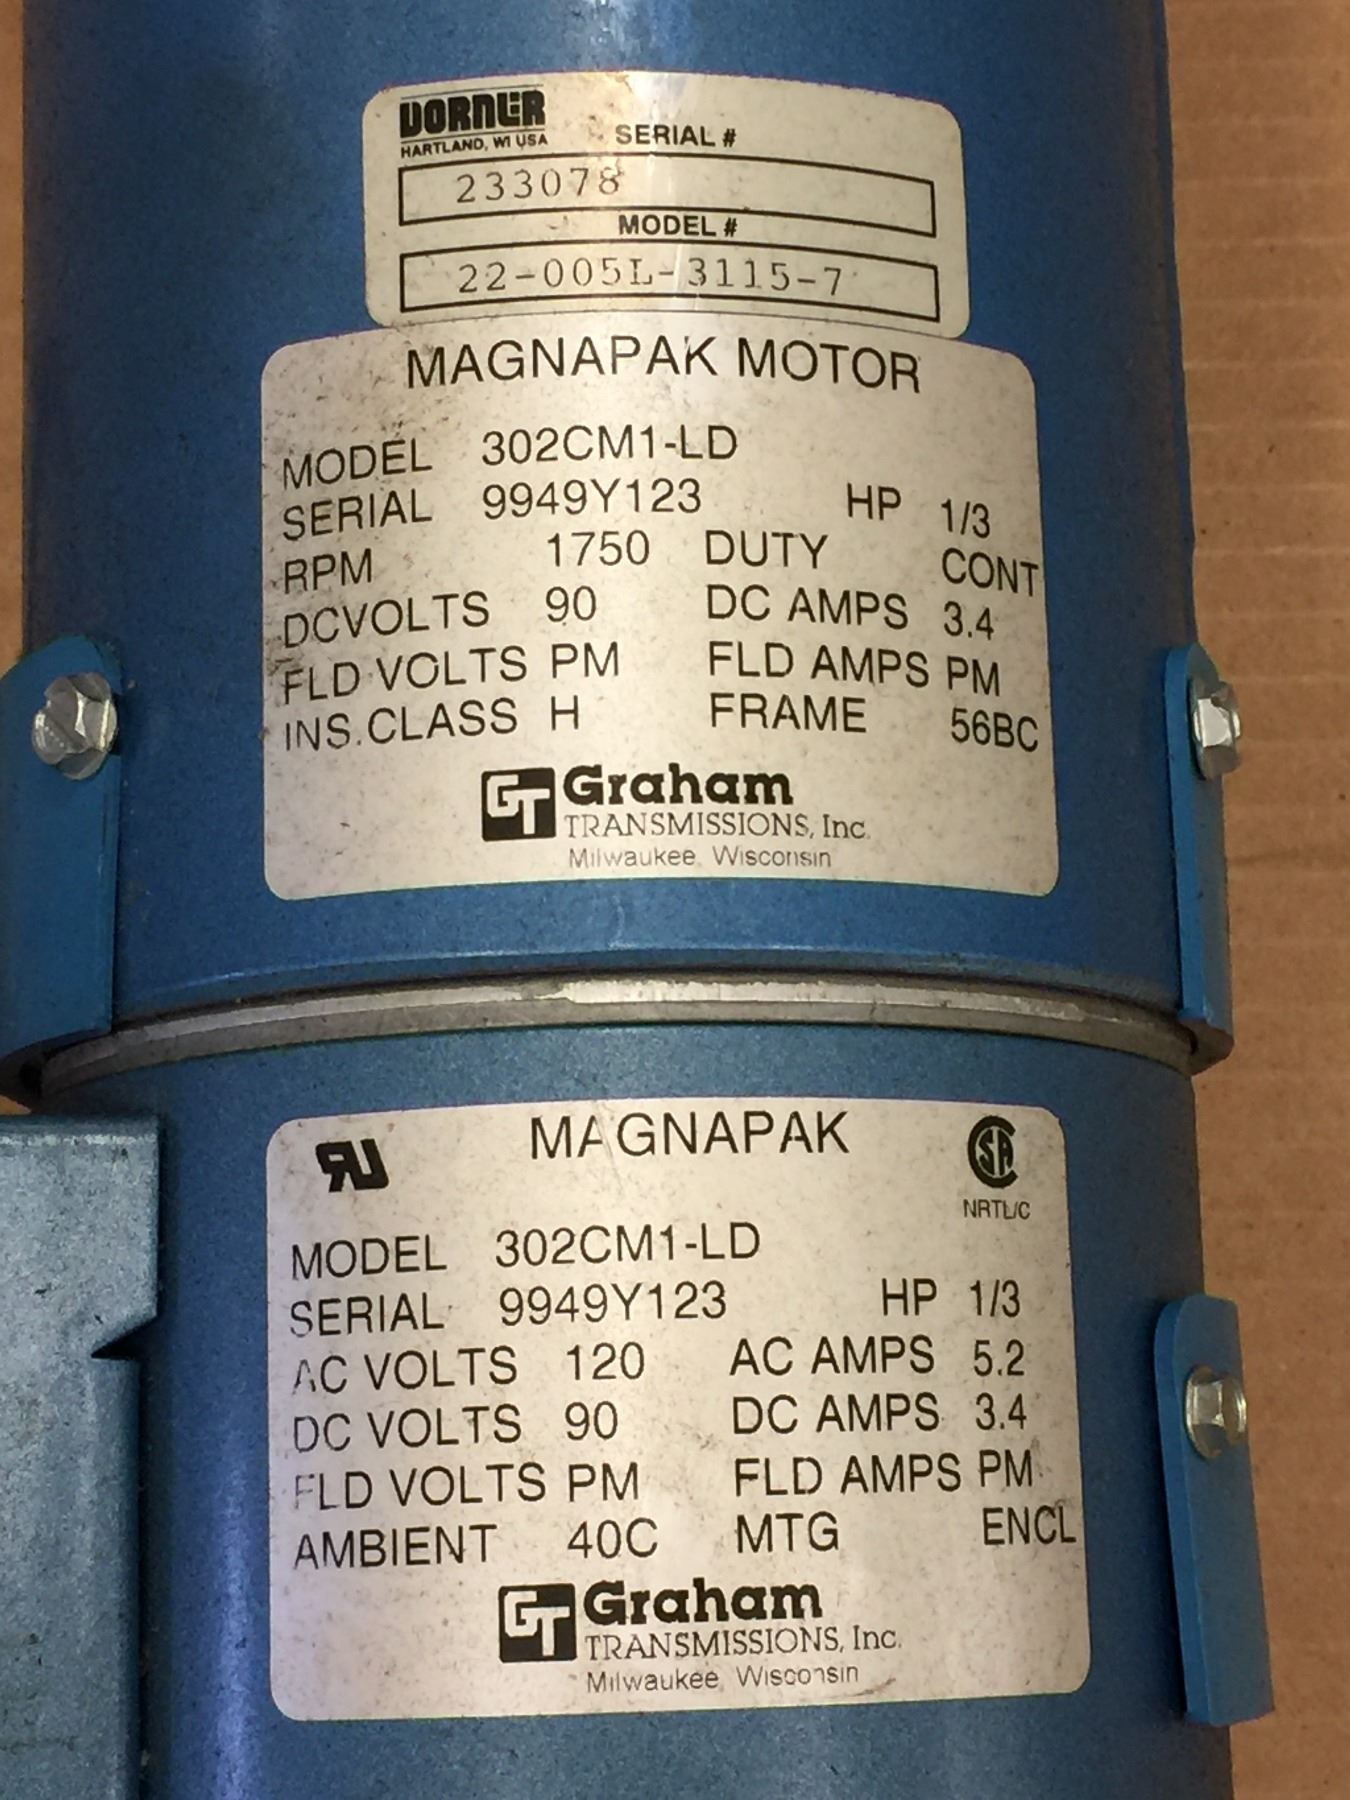 DORNER
HARTLAND, WI USA
SERIAL #
233078
MODEL #
22-005L-3115-7
MAGNAPAK MOTOR
MODEL 302CM1-LD
SERIAL 9949Y123 HP 1/3
RPM 1750 DUTY CONT
DCVOLTS 90 DC AMPS 3.4
FLD VOLTS PM FLD AMPS PM
INS.CLASS H FRAME 56BC
GT Graham
TRANSMISSIONS, Inc.
Milwaukee, Wisconsin
RU MAGNAPAK SA
NRTL/C
MODEL 302CM1-LD
SERIAL 9949Y123 HP 1/3
AC VOLTS 120 AC AMPS 5.2
DC VOLTS 90 DC AMPS 3.4
FLD VOLTS PM FLD AMPS PM
AMBIENT 40C MTG ENCL
GT Graham
TRANSMISSIONS, Inc.
Milwaukee, Wisconsin